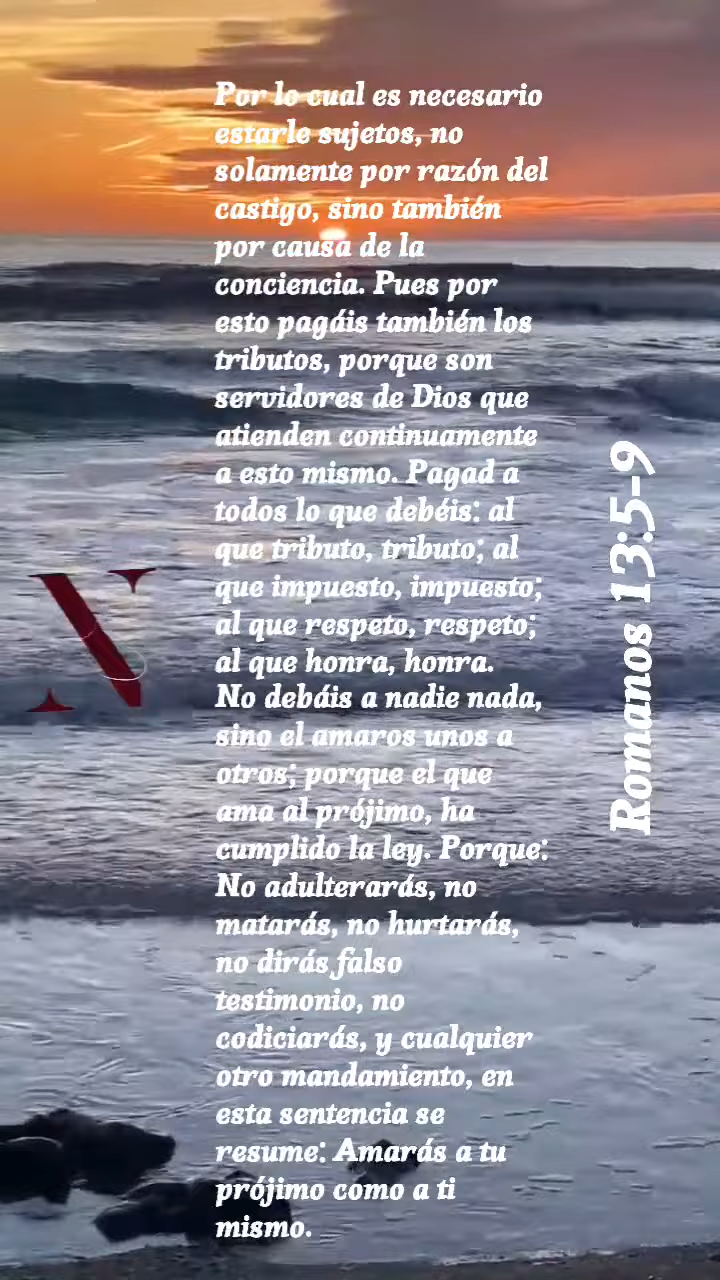 Por lo cual es necesario
estarle sujetos, no
solamente por razón del
castigo, sino también
por causa de la
conciencia. Pues por
esto pagáis también los
tributos, porque son
servidores de Dios que
atienden continuamente
a esto mismo. Pagad a
todos lo que debéis: al
que tributo, tributo; al
que impuesto, impuesto;
al que respeto, respeto;
al que honra, honra.
No debáis a nadie nada,
sino el amaros unos a
otros; porque el que
ama al prójimo, ha
cumplido la ley. Porque:
No adulterarás, no
matarás, no hurtarás,
no dirás falso
testimonio, no
codiciarás, y cualquier
otro mandamiento, en
esta sentencia se
resume: Amarás a tu
prójimo como a ti
mismo.
Romanos 13:5-9
N